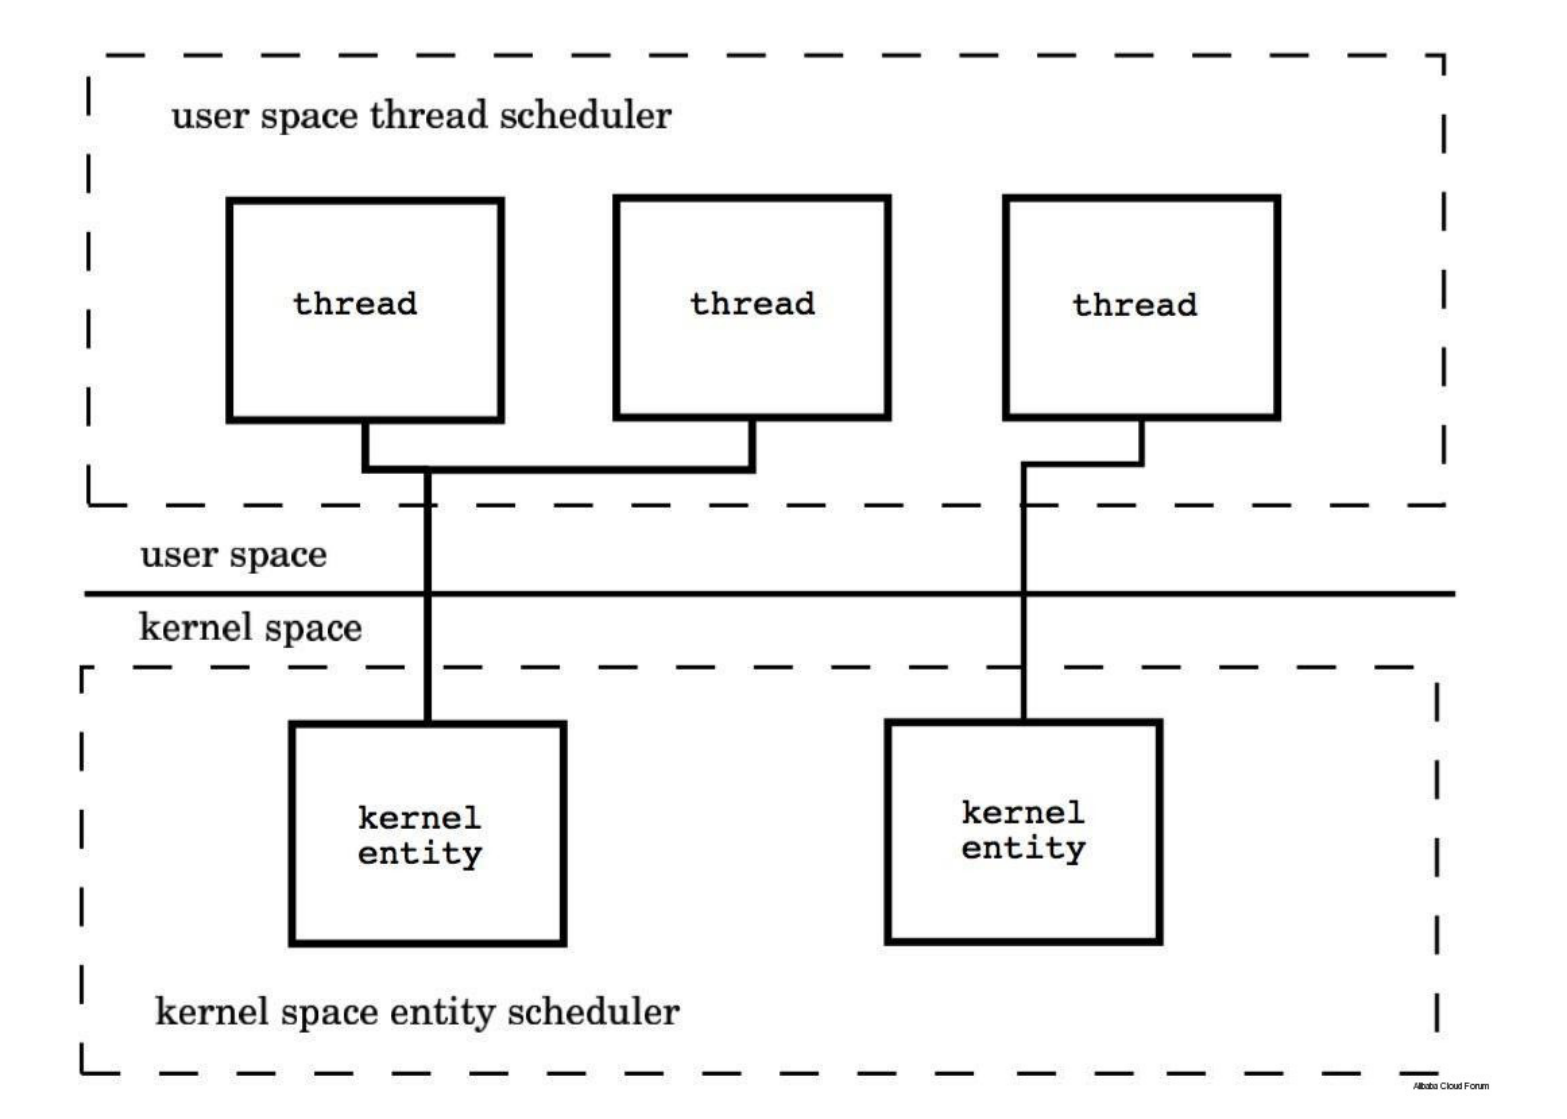 user space thread scheduler
thread
thread
thread
user space
kernel space
kernel
entity
kernel
entity
kernel space entity scheduler
Alibaba Cloud Forum